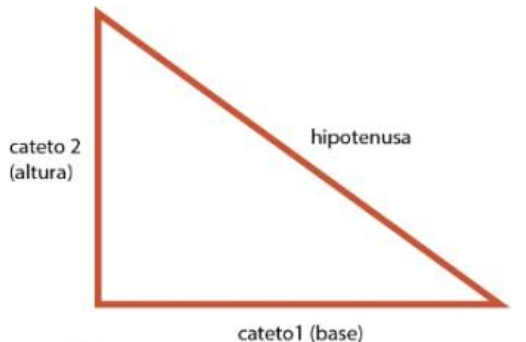 cateto 2
(altura)
hipotenusa
cateto1 (base)